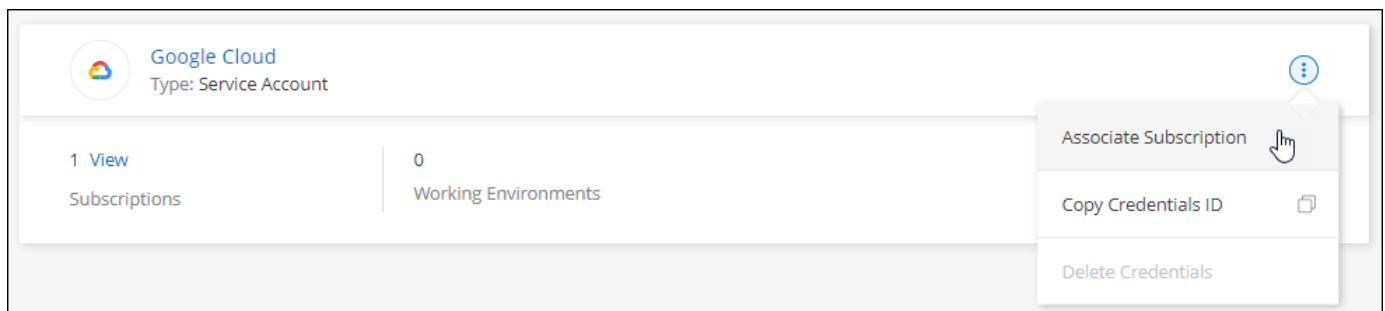 Google Cloud
Type: Service Account
1 View
Subscriptions
0
Working Environments
Associate Subscription
Copy Credentials ID
Delete Credentials